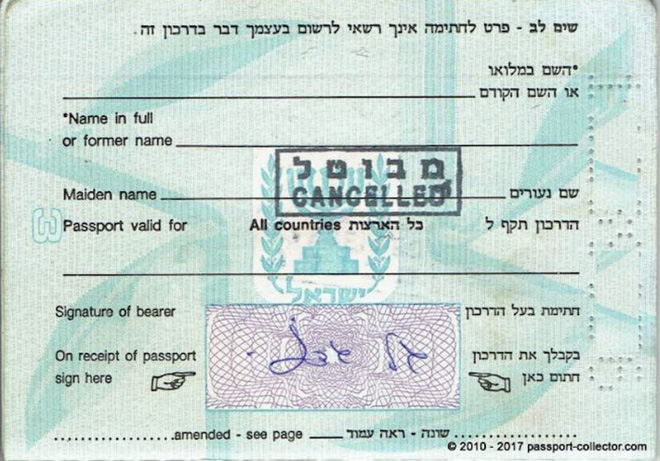 שים לב - פרט לחתימה אינך רשאי לרשום בעצמך דבר בדרכון זה.
*השם במלואו
או השם הקודם
*Name in full
or former name
מבוטל
CANCELLED
Maiden name שם נעורים
Passport valid for All countries כל הארצות הדרכון תקף ל
ישראל
Signature of bearer חתימת בעל הדרכון
On receipt of passport בקבלך את הדרכון
sign here חתום כאן
amended - see page שונה - ראה עמוד
3
© 2010 - 2017 passport-collector.com